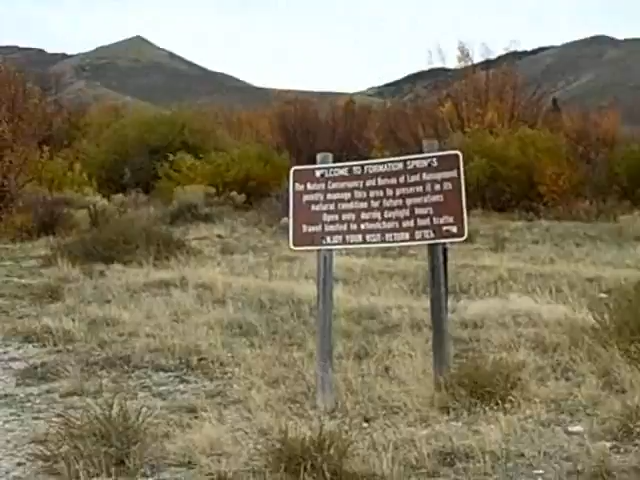 WELCOME TO FORMATION SPRINGS
The Nature Conservancy and Bureau of Land Management
jointly manage this area to preserve it in its
natural condition for future generations
Open only during daylight hours
Travel limited to wheelchairs and foot traffic
ENJOY YOUR VISIT-RETURN OFTEN